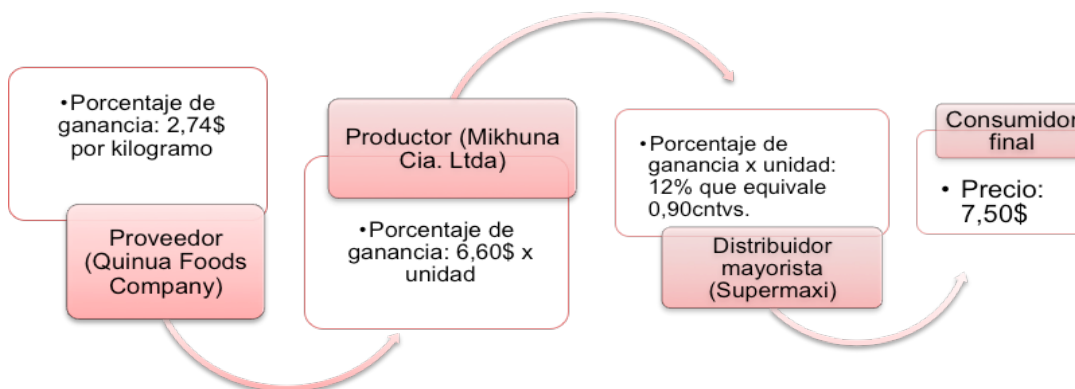 •Porcentaje de
ganancia: 2,74$
por kilogramo
Proveedor
(Quinua Foods
Company)
Productor (Mikhuna
Cia. Ltda)
•Porcentaje de
ganancia: 6,60$ x
unidad
•Porcentaje de
ganancia x unidad:
12% que equivale
0,90cntvs.
Distribuidor
mayorista
(Supermaxi)
Consumidor
final
• Precio:
7,50$